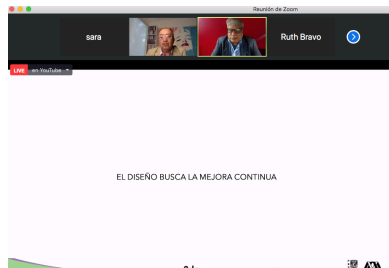 Reunión de Zoom
sara
Ruth Bravo
LIVE en YouTube
EL DISEÑO BUSCA LA MEJORA CONTINUA